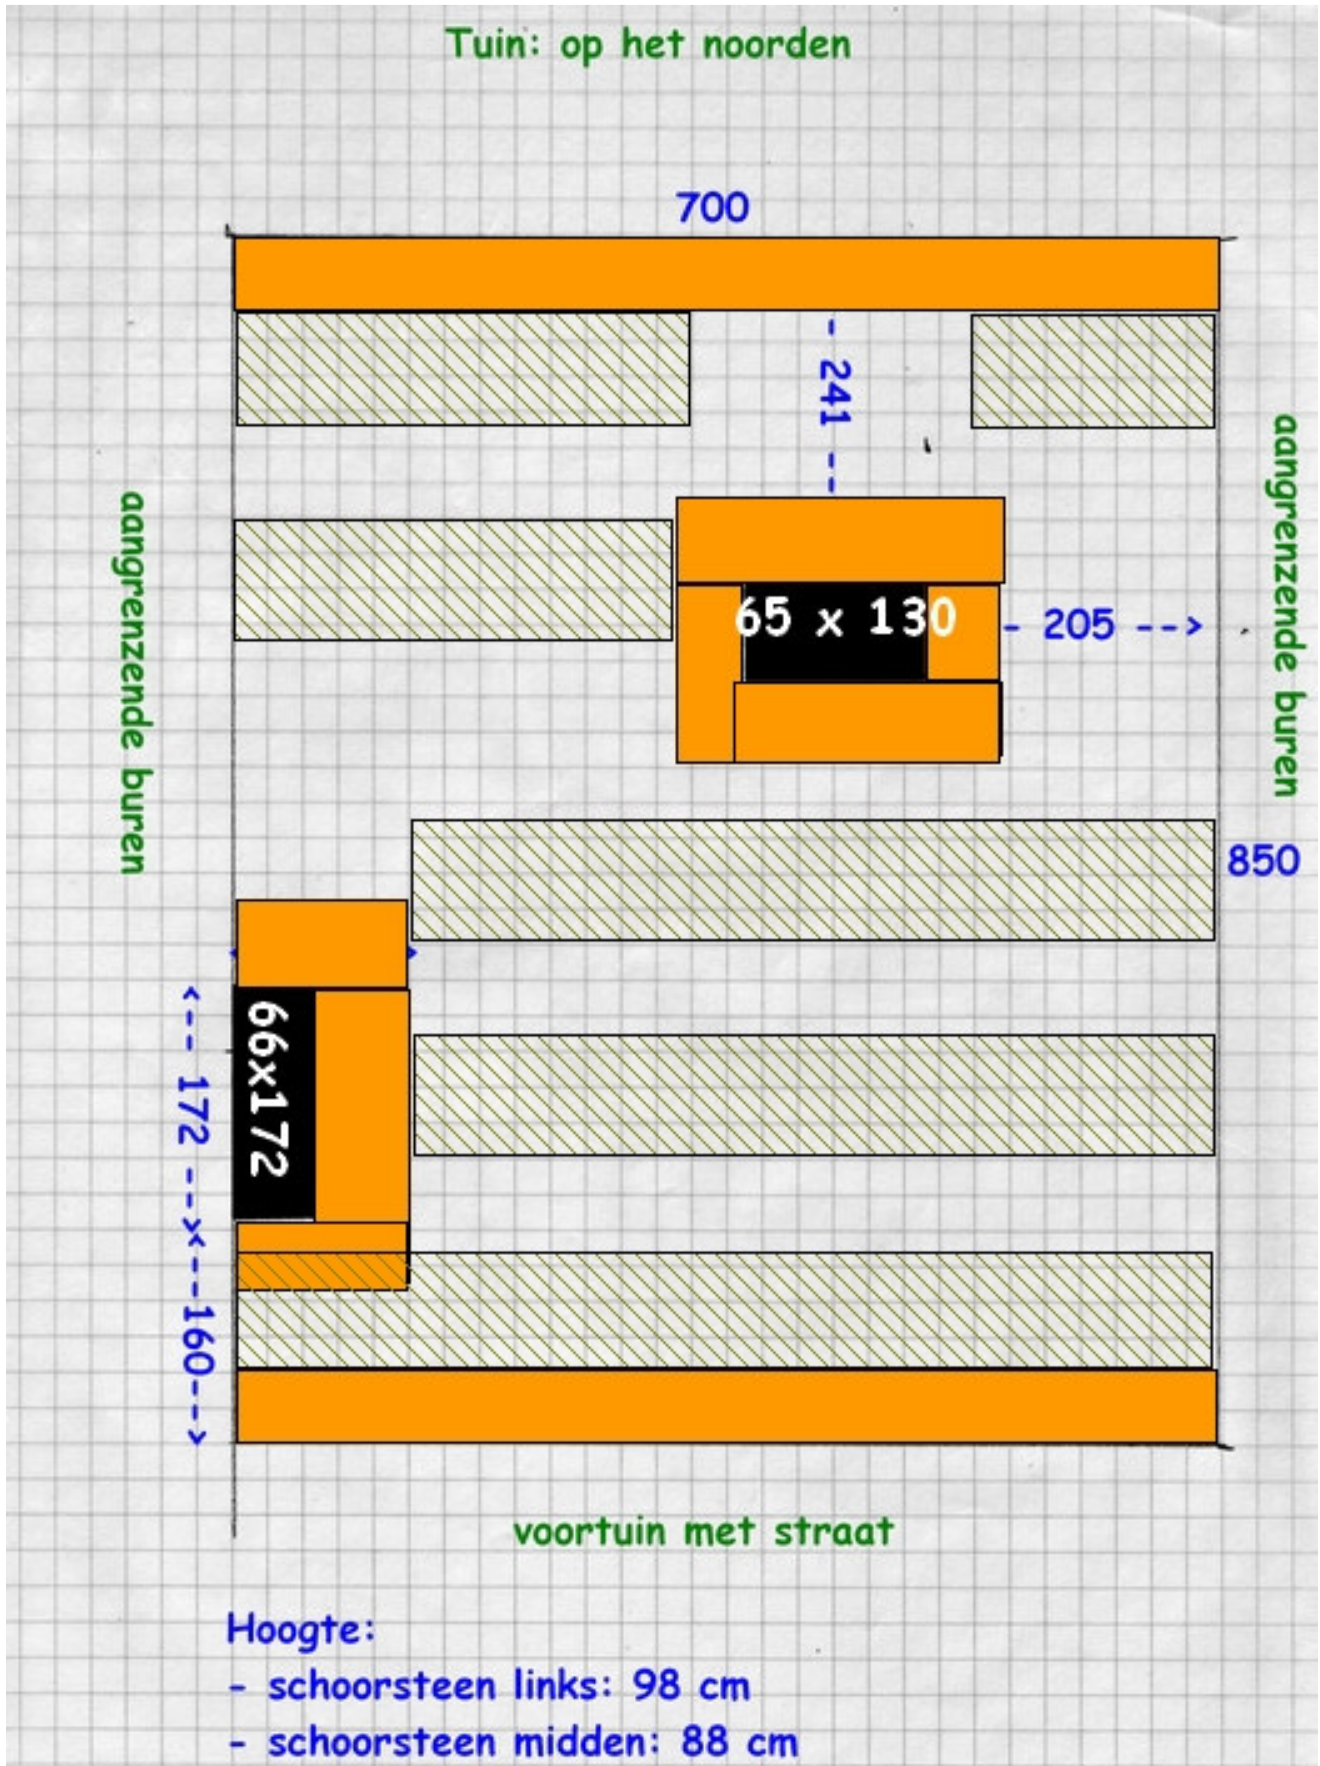 Tuin: op het noorden
700
- 241 --
aangrenzende buren
aangrenzende buren
65 x 130
- 205 -->
850
66x172
<--- 172 --><--160-->
voortuin met straat
Hoogte:
- schoorsteen links: 98 cm
- schoorsteen midden: 88 cm